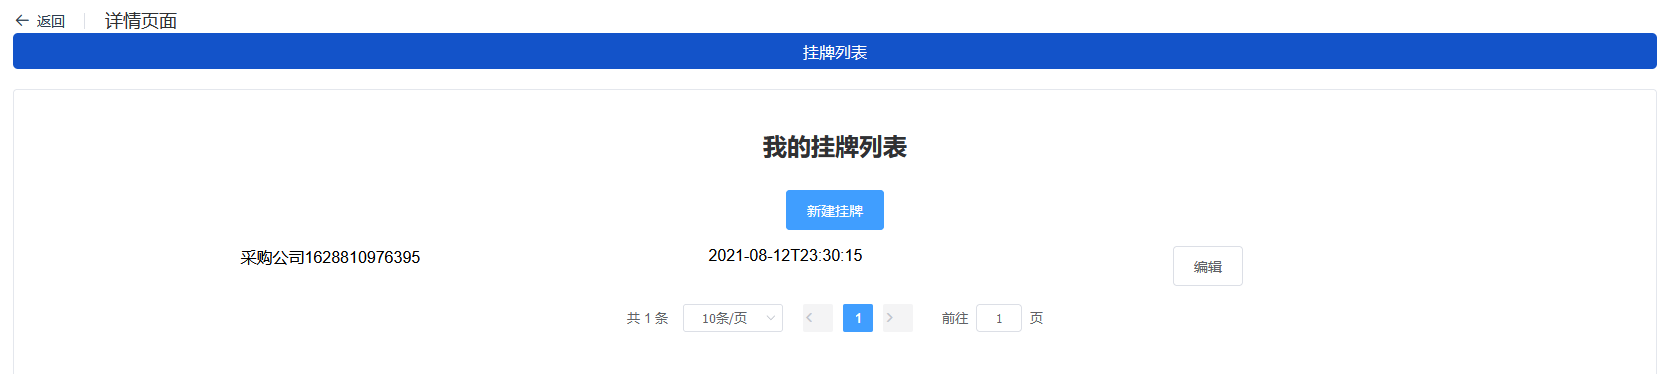 返回 详情页面
挂牌列表
我的挂牌列表
新建挂牌
采购公司1628810976395 2021-08-12T23:30:15 编辑
共 1 条 10条/页 1 前往 1 页